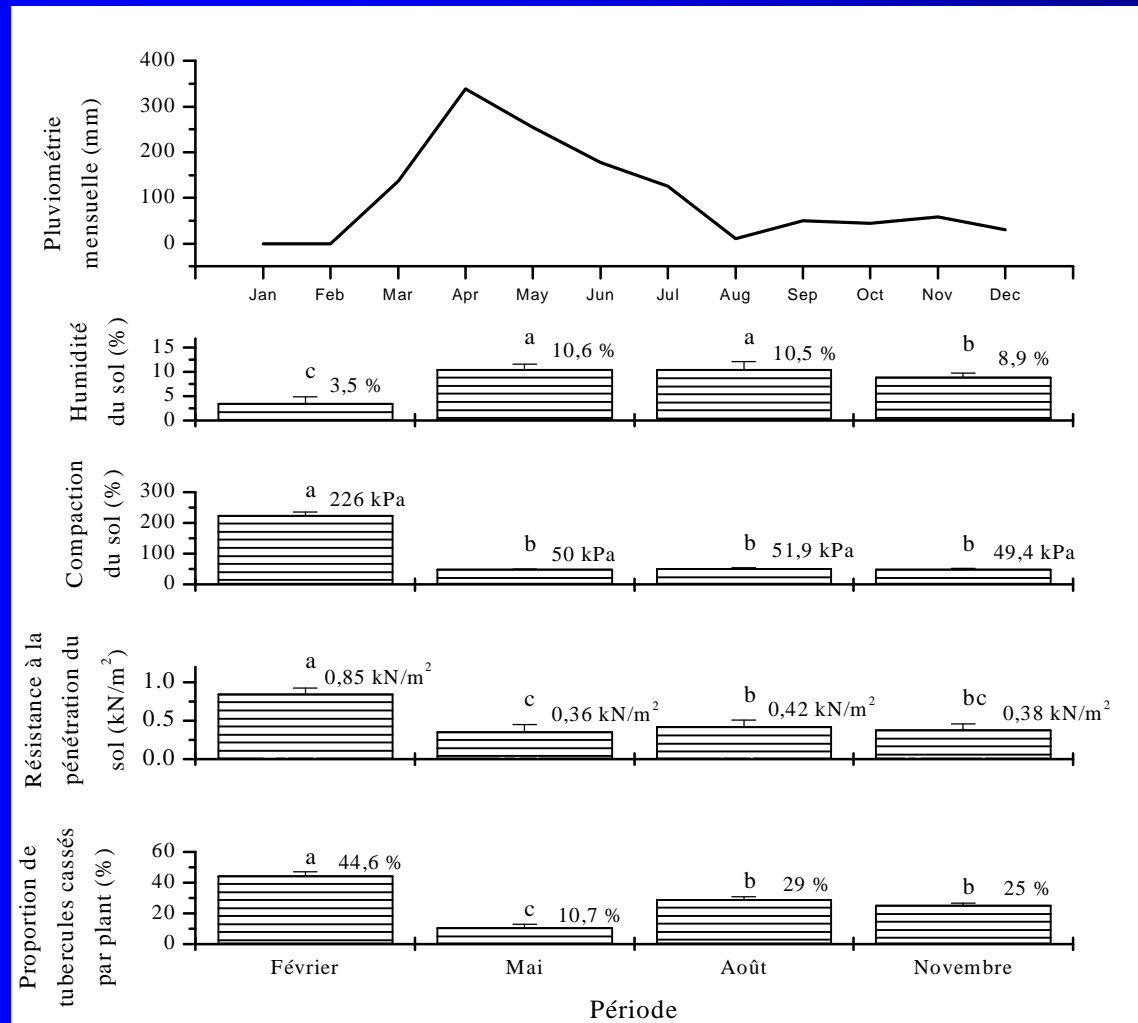 Pluviométrie
mensuelle (mm)
400
300
200
100
0
Jan Feb Mar Apr May Jun Jul Aug Sep Oct Nov Dec
Humidité
du sol (%)
15
10
5
0
c
3,5 %
a
10,6 %
a
10,5 %
b
8,9 %
Compaction
du sol (%)
300
200
100
0
a
226 kPa
b
50 kPa
b
51,9 kPa
b
49,4 kPa
Résistance à la
pénétration du
sol (kN/m²)
1.0
0.5
0.0
a
0,85 kN/m²
c
0,36 kN/m²
b
0,42 kN/m²
bc
0,38 kN/m²
Proportion de
tubercules cassés
par plant (%)
60
40
20
0
a
44,6 %
c
10,7 %
b
29 %
b
25 %
Février Mai Août Novembre
Période